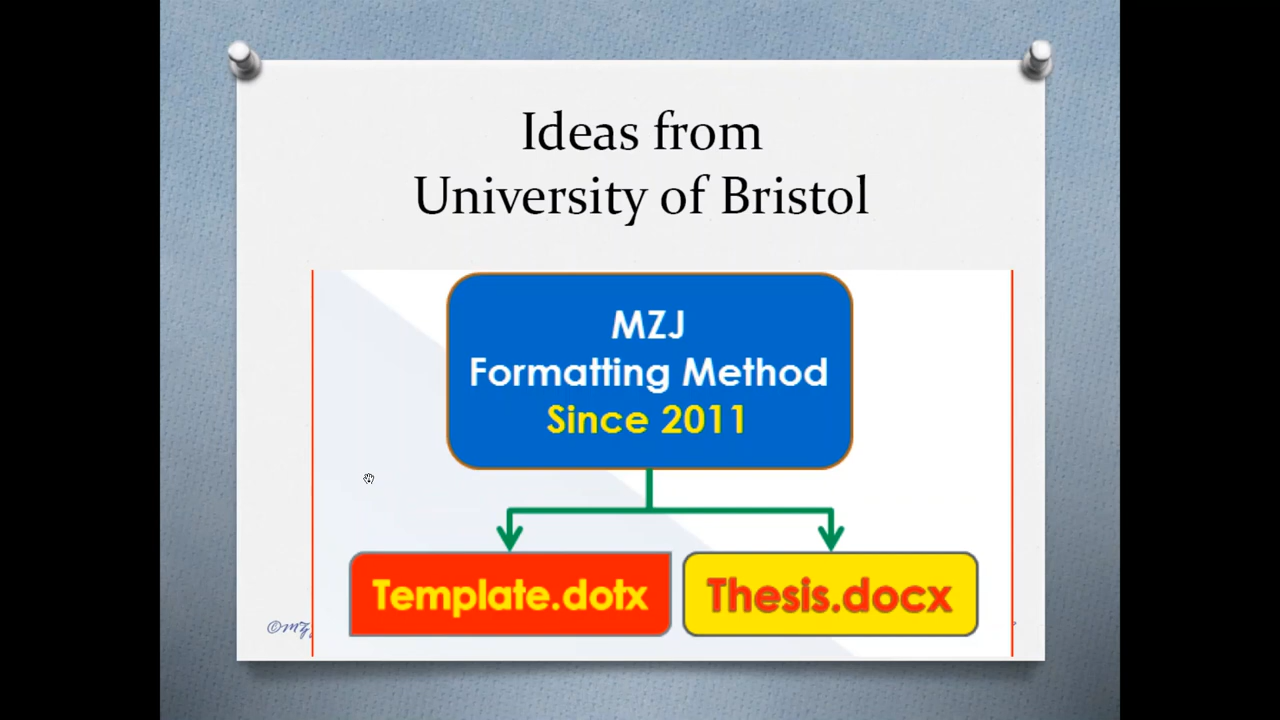 Ideas from
University of Bristol
MZJ
Formatting Method
Since 2011
Template.dotx
Thesis.docx